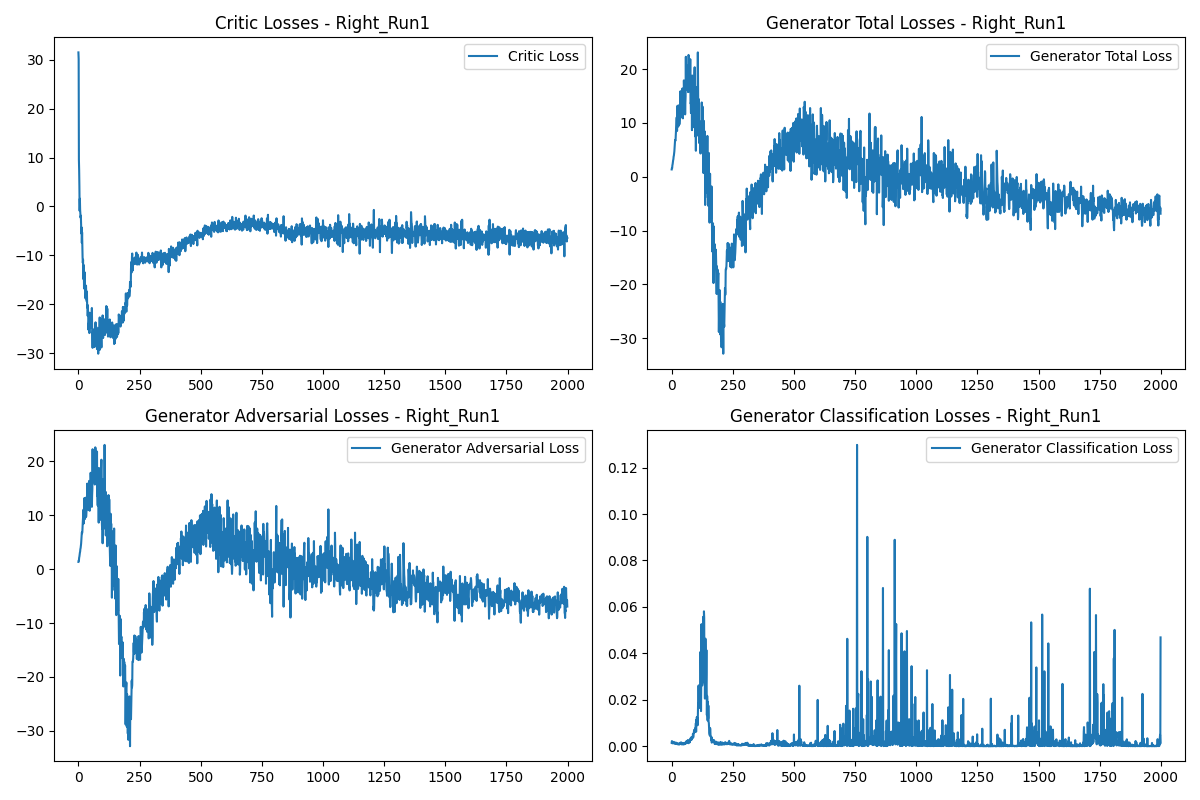 Critic Losses - Right_Run1
Critic Loss
30
20
10
0
−10
−20
−30
0 250 500 750 1000 1250 1500 1750 2000
Generator Total Losses - Right_Run1
Generator Total Loss
20
10
0
−10
−20
−30
0 250 500 750 1000 1250 1500 1750 2000
Generator Adversarial Losses - Right_Run1
Generator Adversarial Loss
20
10
0
−10
−20
−30
0 250 500 750 1000 1250 1500 1750 2000
Generator Classification Losses - Right_Run1
Generator Classification Loss
0.12
0.10
0.08
0.06
0.04
0.02
0.00
0 250 500 750 1000 1250 1500 1750 2000